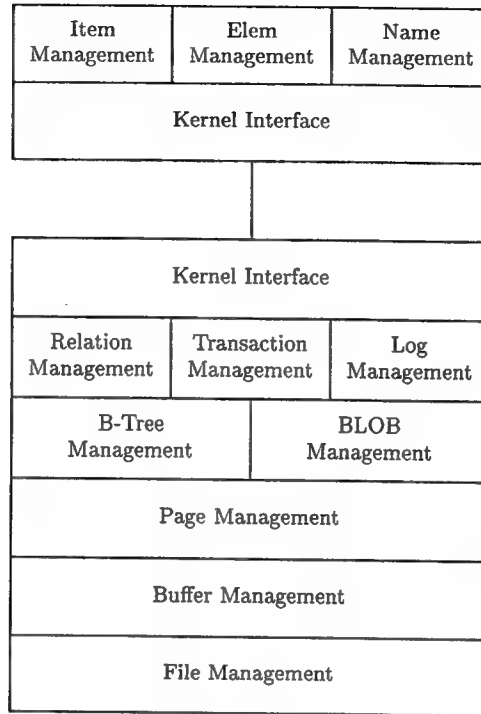 Item Elem Name
Management Management Management
Kernel Interface
Kernel Interface
Relation Transaction Log
Management Management Management
B-Tree BLOB
Management Management
Page Management
Buffer Management
File Management